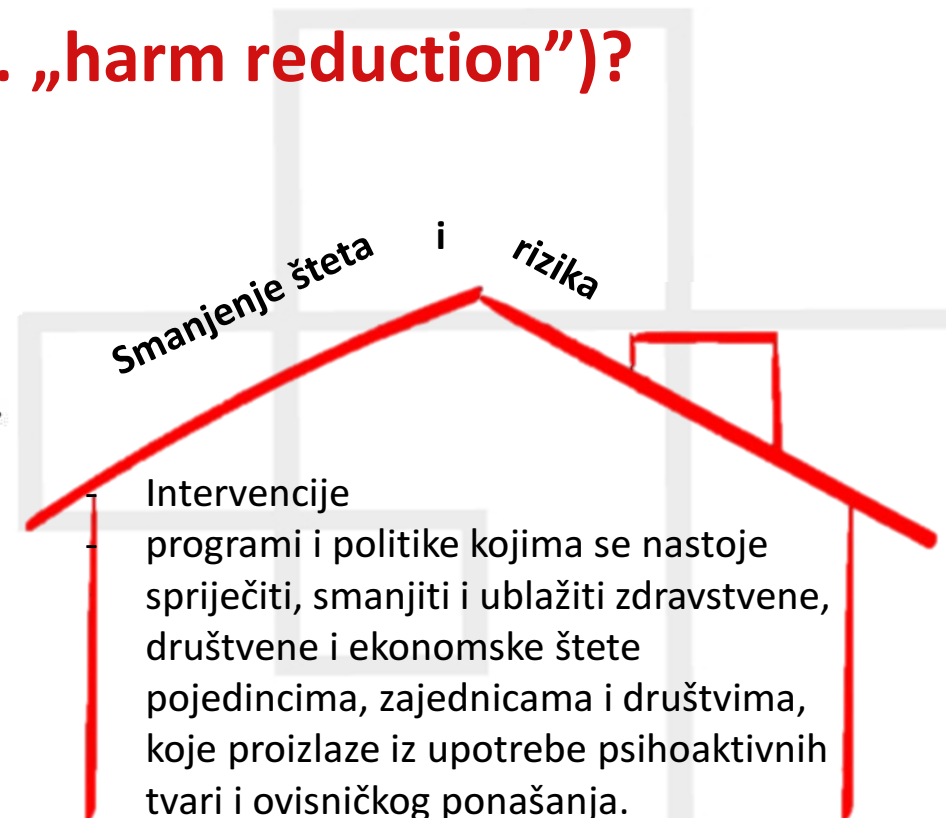 . „harm reduction”)?
Smanjenje šteta i rizika
- Intervencije
- programi i politike kojima se nastoje
spriječiti, smanjiti i ublažiti zdravstvene,
društvene i ekonomske štete
pojedincima, zajednicama i društvima,
koje proizlaze iz upotrebe psihoaktivnih
tvari i ovisničkog ponašanja.